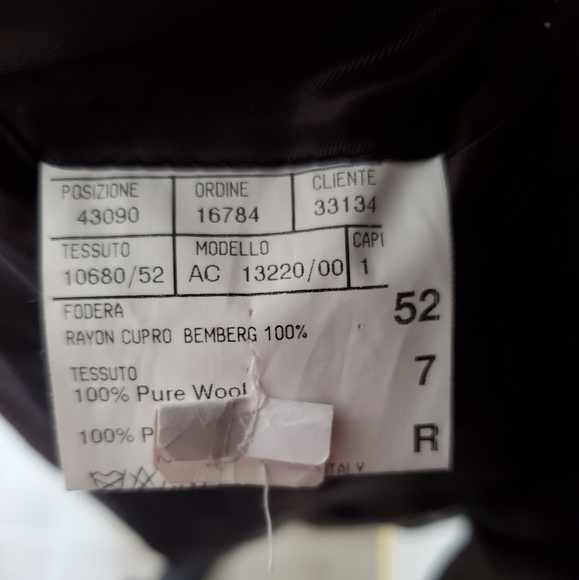 POSIZIONE ORDINE CLIENTE
43090 16784 33134
TESSUTO MODELLO CAPI
10680/52 AC 13220/00 1
FODERA
RAYON CUPRO BEMBERG 100%
52
TESSUTO
100% Pure Wool
7
100% P
R
ITALY